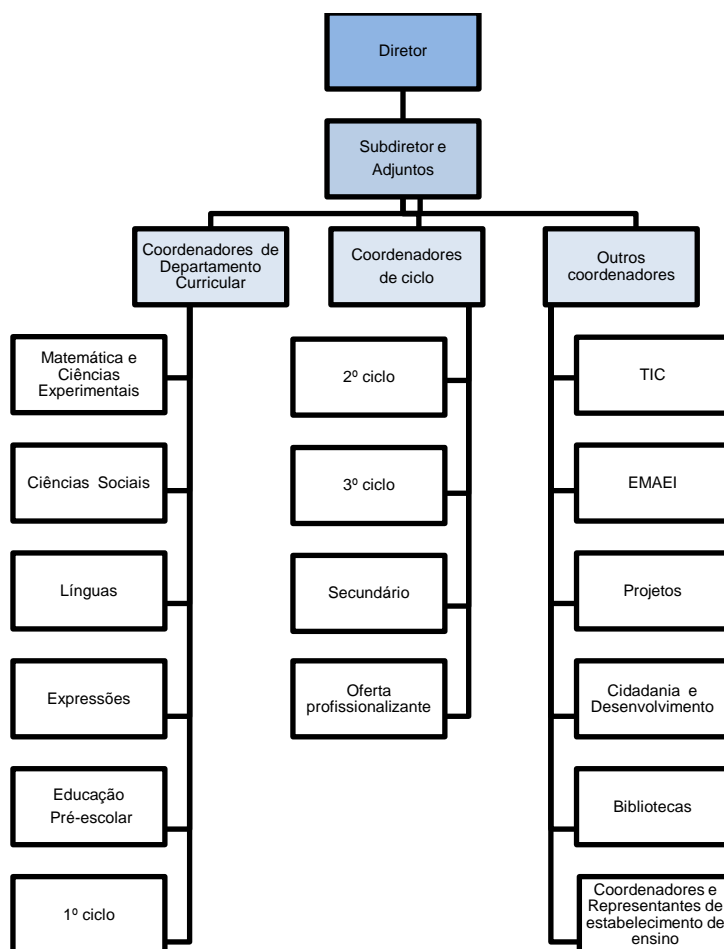 Diretor
Subdiretor e
Adjuntos
Coordenadores de
Departamento
Curricular
Coordenadores
de ciclo
Outros
coordenadores
Matemática e
Ciências
Experimentais
Ciências Sociais
Línguas
Expressões
Educação
Pré-escolar
1º ciclo
2º ciclo
3º ciclo
Secundário
Oferta
profissionalizante
TIC
EMAEI
Projetos
Cidadania e
Desenvolvimento
Bibliotecas
Coordenadores e
Representantes de
estabelecimento de
ensino